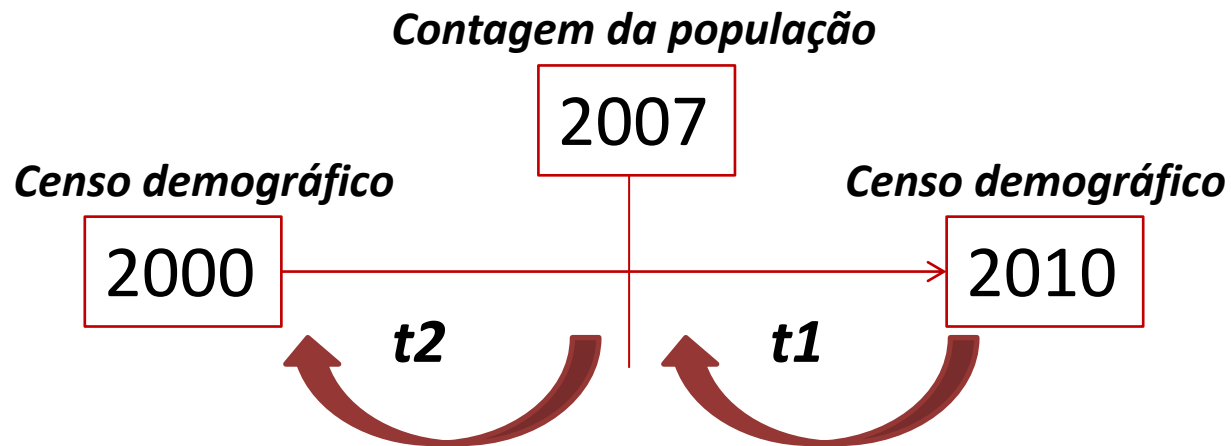 Contagem da população
2007
Censo demográfico
Censo demográfico
2000
2010
t2
t1